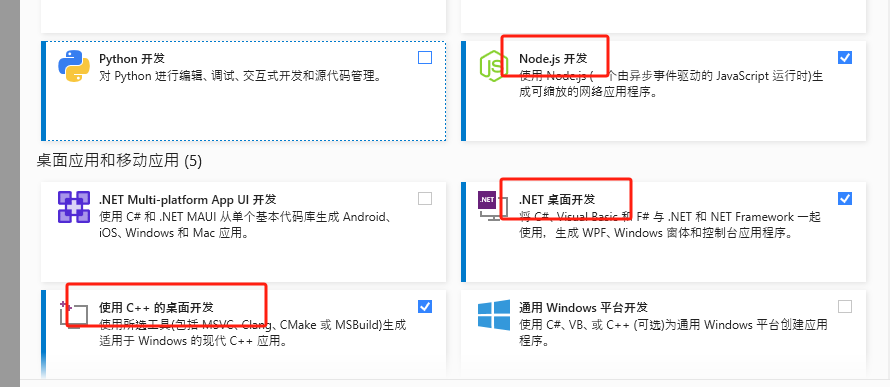 Python 开发
对 Python 进行编辑、调试、交互式开发和源代码管理。
JS
Node.js 开发
使用 Node.js (一个由异步事件驱动的 JavaScript 运行时)生
成可缩放的网络应用程序。
桌面应用和移动应用 (5)
.NET Multi-platform App UI 开发
使用 C# 和 .NET MAUI 从单个基本代码库生成 Android、
iOS、Windows 和 Mac 应用。
.NET
.NET 桌面开发
将 C#、Visual Basic 和 F# 与 .NET 和 NET Framework 一起
使用，生成 WPF、Windows 窗体和控制台应用程序。
使用 C++ 的桌面开发
使用所选工具(包括 MSVC、Clang、CMake 或 MSBuild)生成
适用于 Windows 的现代 C++ 应用。
通用 Windows 平台开发
使用 C#、VB、或 C++ (可选)为通用 Windows 平台创建应用
程序。